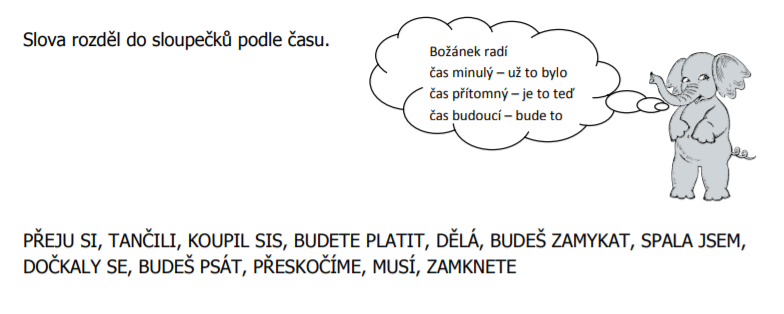 Slova rozděl do sloupečků podle času.
Božánek radí
čas minulý – už to bylo
čas přítomný – je to teď
čas budoucí – bude to
PŘEJU SI, TANČILI, KOUPIL SIS, BUDETE PLATIT, DĚLÁ, BUDEŠ ZAMYKAT, SPALA JSEM,
DOČKALY SE, BUDEŠ PSÁT, PŘESKOČÍME, MUSÍ, ZAMKNETE